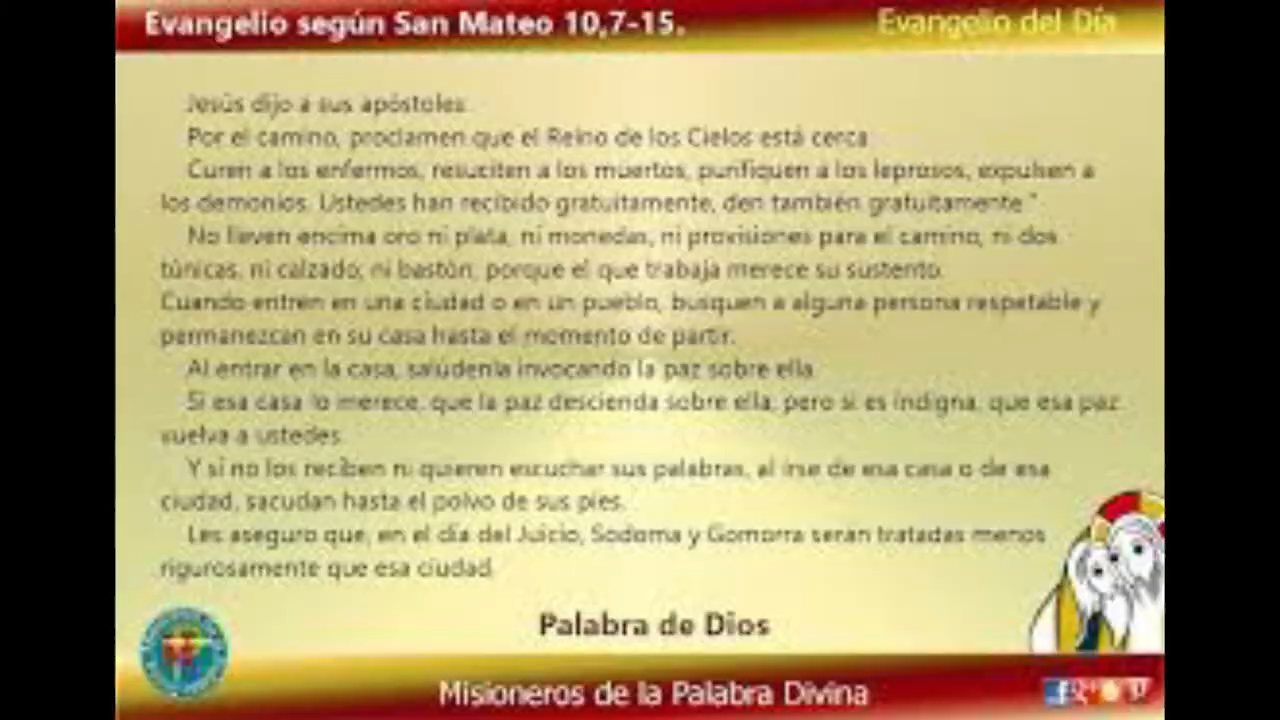 Evangelio según San Mateo 10,7-15.
Evangelio del Día
Jesús dijo a sus apóstoles:
Por el camino, proclamen que el Reino de los Cielos está cerca.
Curen a los enfermos, resuciten a los muertos, purifiquen a los leprosos, expulsen a
los demonios. Ustedes han recibido gratuitamente, den también gratuitamente."
No lleven encima oro ni plata, ni monedas, ni provisiones para el camino, ni dos
túnicas, ni calzado, ni bastón; porque el que trabaja merece su sustento.
Cuando entren en una ciudad o en un pueblo, busquen a alguna persona respetable y
permanezcan en su casa hasta el momento de partir.
Al entrar en la casa, salúdenla invocando la paz sobre ella.
Si esa casa lo merece, que la paz descienda sobre ella; pero si es indigna, que esa paz
vuelva a ustedes.
Y si no los reciben ni quieren escuchar sus palabras, al irse de esa casa o de esa
ciudad, sacudan hasta el polvo de sus pies.
Les aseguro que, en el día del Juicio, Sodoma y Gomorra serán tratadas menos
rigurosamente que esa ciudad.
Palabra de Dios
Misioneros de la Palabra Divina